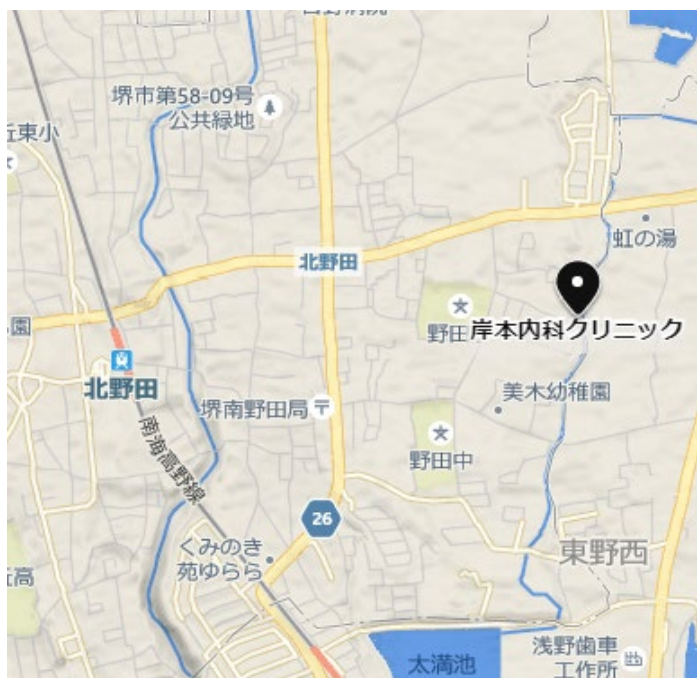 堺市第58-09号
公共緑地
丘東小
虹の湯
北野田
岸本内科クリニック
野田
北野田
美木幼稚園
堺南野田局
野田中
南海高野線
26
くみのき
苑ゆらら
東野西
丘高
浅野歯車
工作所
太満池